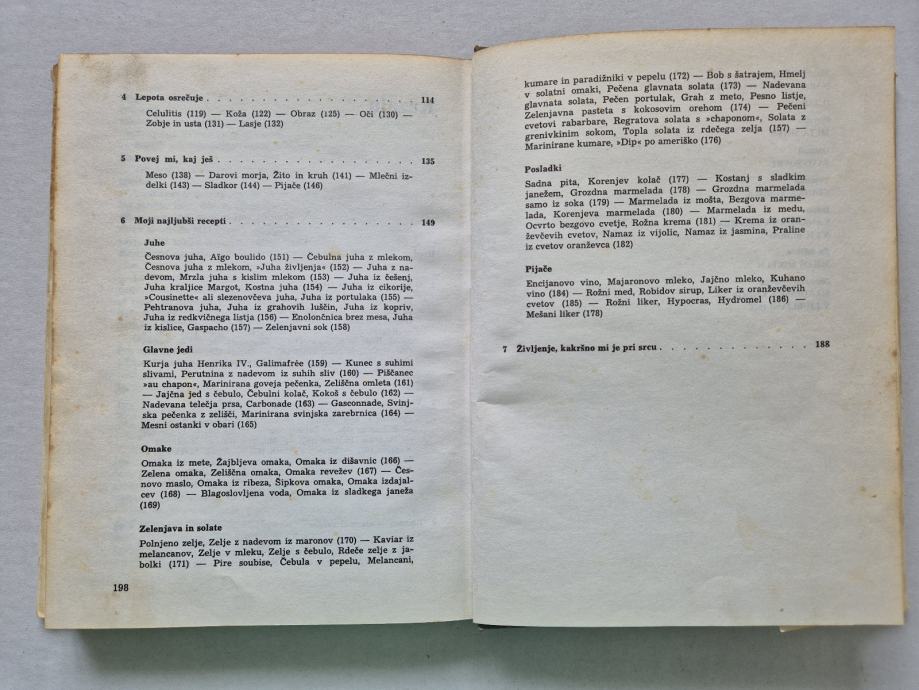 4 Lepota osrečuje . . . . . . . . . . . . . . . . . . . 114
Celulitis (119) — Koža (122) — Obraz (125) — Oči (130) —
Zobje in usta (131) — Lasje (132)
5 Povej mi, kaj ješ . . . . . . . . . . . . . . . . . . 135
Meso (138) — Darovi morja, Žito in kruh (141) — Mlečni iz-
delki (143) — Sladkor (144) — Pijače (146)
6 Moji najljubši recepti . . . . . . . . . . . . . . . . . 149
Juhe
Česnova juha, Aïgo boulido (151) — Čebulna juha z mlekom,
Česnova juha z mlekom, »Juha življenja« (152) — Juha z na-
devom, Mrzla juha s kislim mlekom (153) — Juha iz češenj,
Juha kraljice Margot, Kostna juha (154) — Juha iz cikorije,
»Cousinette« ali slezenovčeva juha, Juha iz portulaka (155) —
Pehtranova juha, Juha iz grahovih luščin, Juha iz kopriv,
Juha iz redkvičnega listja (156) — Enolončnica brez mesa, Juha
iz kislice, Gaspacho (157) — Zelenjavni sok (158)
Glavne jedi
Kurja juha Henrika IV., Galimafrée (159) — Kunec s suhimi
slivami, Perutnina z nadevom iz suhih sliv (160) — Piščanec
»au chapon«, Marinirana goveja pečenka, Zeliščna omleta (161)
— Jajčna jed s čebulo, Čebulni kolač, Kokoš s čebulo (162) —
Nadevana telečja prsa, Carbonade (163) — Gasconnade, Svinj-
ska pečenka z zelišči, Marinirana svinjska zarebrnica (164) —
Mesni ostanki v obari (165)
Omake
Omaka iz mete, Žajbljeva omaka, Omaka iz dišavnic (166) —
Zelena omaka, Zeliščna omaka, Omaka revežev (167) — Čes-
novo maslo, Omaka iz ribeza, Šipkova omaka, Omaka izdajal-
cev (168) — Blagoslovljena voda, Omaka iz sladkega janeža
(169)
Zelenjava in solate
Polnjeno zelje, Zelje z nadevom iz maronov (170) — Kaviar iz
melancanov, Zelje v mleku, Zelje s čebulo, Rdeče zelje z ja-
bolki (171) — Pire soubise, Čebula v pepelu, Melancani,
198
kumare in paradižniki v pepelu (172) — Bob s šatrajem, Hmelj
v solatni omaki, Pečena glavnata solata (173) — Nadevana
glavnata solata, Pečen portulak, Grah z meto, Pesno listje,
Zelenjavna pasteta s kokosovim orehom (174) — Pečeni
cvetovi rabarbare, Regratova solata s »chaponom«, Solata z
grenivkinim sokom, Topla solata iz rdečega zelja (157) —
Marinirane kumare, »Dip« po ameriško (176)
Posladki
Sadna pita, Korenjev kolač (177) — Kostanj s sladkim
janežem, Grozdna marmelada (178) — Grozdna marmelada
samo iz soka (179) — Marmelada iz mošta, Bezgova marme-
lada, Korenjeva marmelada (180) — Marmelada iz medu,
Ocvrto bezgovo cvetje, Rožna krema (181) — Krema iz oran-
ževčevih cvetov, Namaz iz vijolic, Namaz iz jasmina, Praline
iz cvetov oranževca (182)
Pijače
Encijanovo vino, Majaronovo mleko, Jajčno mleko, Kuhano
vino (184) — Rožni med, Robidov sirup, Liker iz oranževčevih
cvetov (185) — Rožni liker, Hypocras, Hydromel (186) —
Mešani liker (178)
7 Življenje, kakršno mi je pri srcu . . . . . . . . . . . . . 188